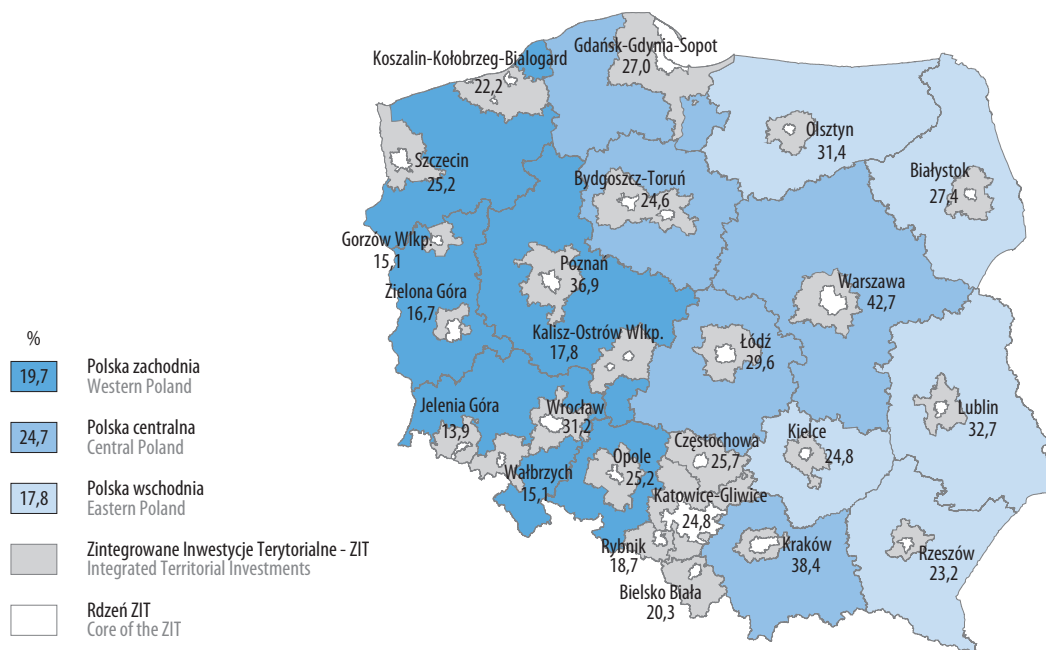 Koszalin-Kołobrzeg-Bialogard
22,2
Gdańsk-Gdynia-Sopot
27,0
Olsztyn
31,4
Białystok
27,4
Szczecin
25,2
Bydgoszcz-Toruń
24,6
Gorzów Wlkp.
15,1
Poznań
36,9
Warszawa
42,7
Zielona Góra
16,7
Kalisz-Ostrów Wlkp.
17,8
Łódź
29,6
Jelenia Góra
13,9
Wrocław
31,2
Lublin
32,7
Częstochowa
25,7
Kielce
24,8
Wałbrzych
15,1
Opole
25,2
Katowice-Gliwice
24,8
Rybnik
18,7
Kraków
38,4
Rzeszów
23,2
Bielsko Biała
20,3
%
19,7
Polska zachodnia
Western Poland
24,7
Polska centralna
Central Poland
17,8
Polska wschodnia
Eastern Poland
Zintegrowane Inwestycje Terytorialne - ZIT
Integrated Territorial Investments
Rdzeń ZIT
Core of the ZIT